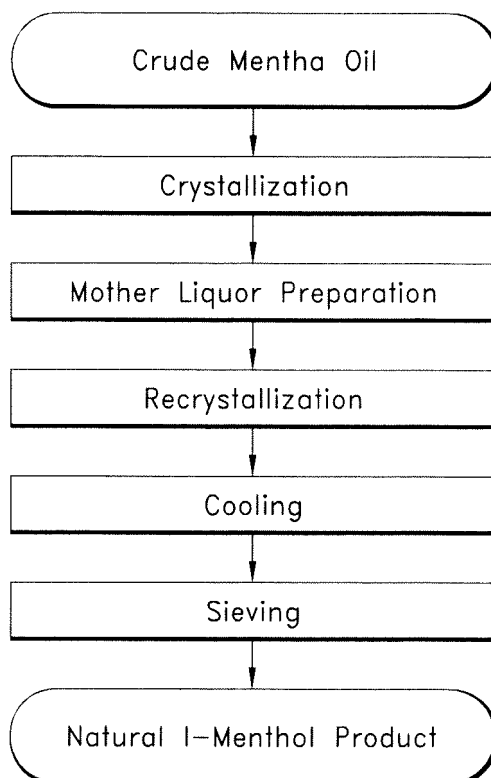 Crude Mentha Oil
Crystallization
Mother Liquor Preparation
Recrystallization
Cooling
Sieving
Natural l-Menthol Product